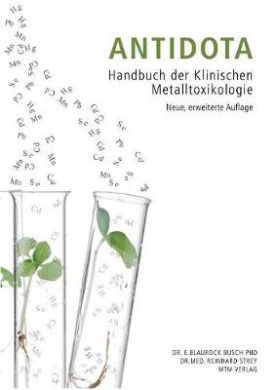 ANTIDOTA
Handbuch der Klinischen
Metalltoxikologie
Neue, erweiterte Auflage
DR. E.BLAUROCK BUSCH PHD
DR.MED. REINHARD STREY
MTM VERLAG